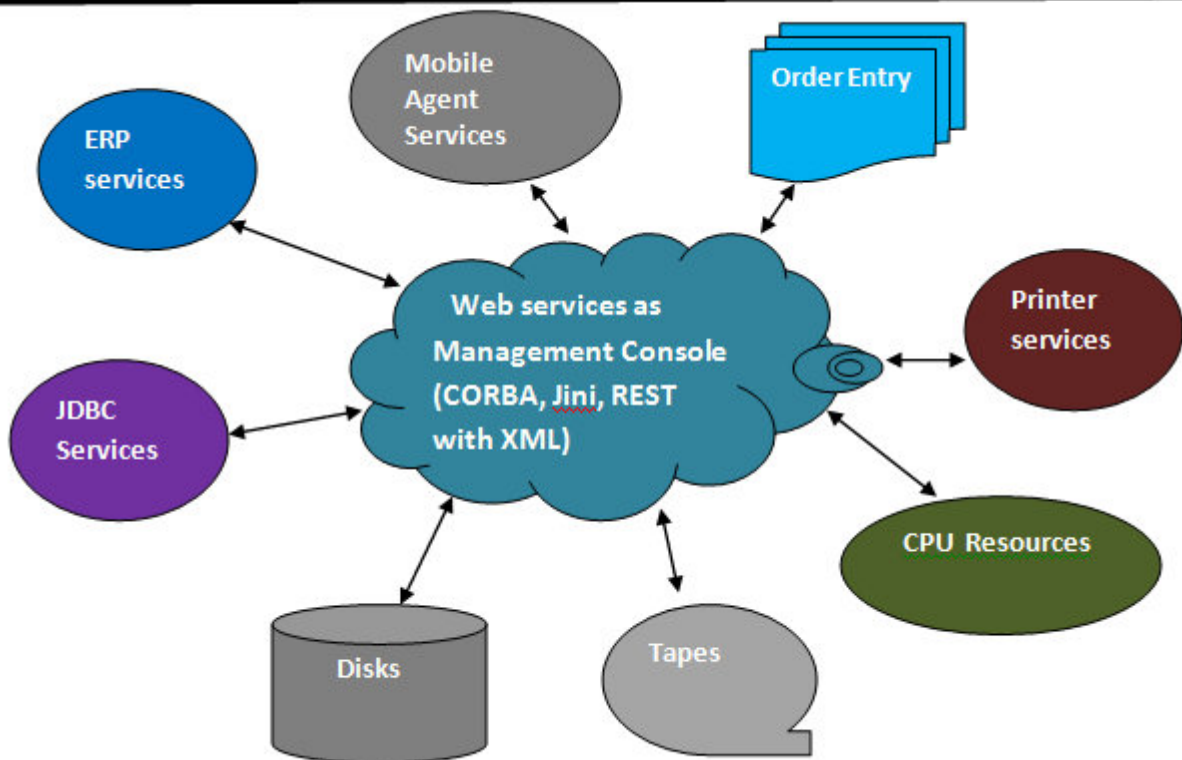 Mobile
Agent
Services
Order Entry
ERP
services
Web services as
Management Console
(CORBA, Jini, REST
with XML)
Printer
services
JDBC
Services
CPU Resources
Disks
Tapes